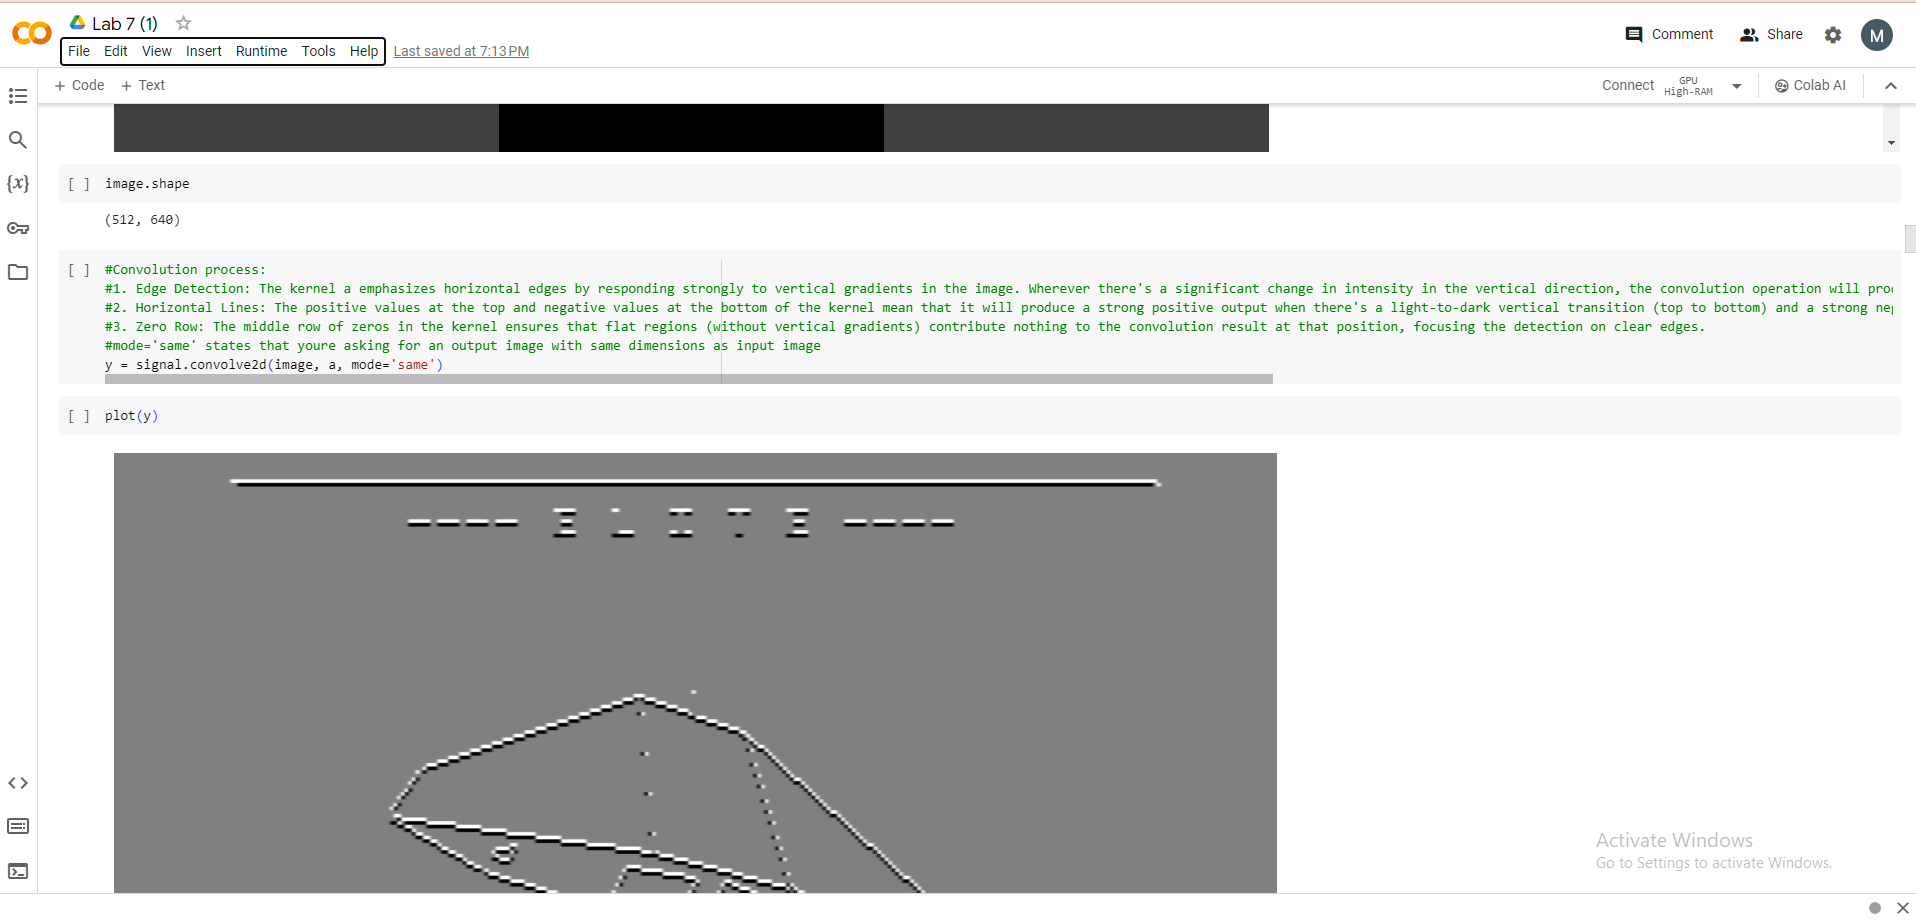 Lab 7 (1)
File Edit View Insert Runtime Tools Help Last saved at 7:13 PM
Comment Share M
+ Code + Text
Connect GPU High-RAM Colab AI
[ ] image.shape
(512, 640)
[ ] #Convolution process:
#1. Edge Detection: The kernel a emphasizes horizontal edges by responding strongly to vertical gradients in the image. Wherever there's a significant change in intensity in the vertical direction, the convolution operation will
#2. Horizontal Lines: The positive values at the top and negative values at the bottom of the kernel mean that it will produce a strong positive output when there's a light-to-dark vertical transition (top to bottom) and a strong
#3. Zero Row: The middle row of zeros in the kernel ensures that flat regions (without vertical gradients) contribute nothing to the convolution result at that position, focusing the detection on clear edges.
#mode='same' states that youre asking for an output image with same dimensions as input image
y = signal.convolve2d(image, a, mode='same')
[ ] plot(y)
Activate Windows
Go to Settings to activate Windows.